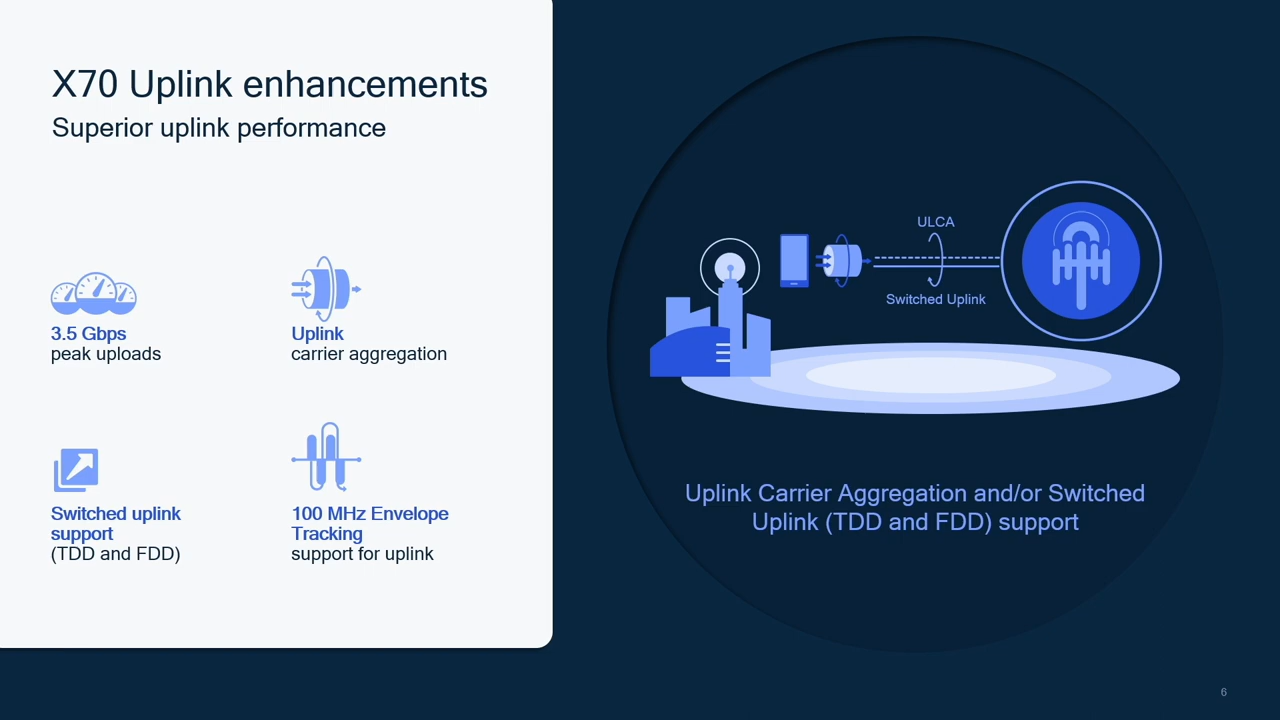 X70 Uplink enhancements
Superior uplink performance
3.5 Gbps
peak uploads
Uplink
carrier aggregation
Switched uplink
support
(TDD and FDD)
100 MHz Envelope
Tracking
support for uplink
ULCA
Switched Uplink
Uplink Carrier Aggregation and/or Switched
Uplink (TDD and FDD) support
6